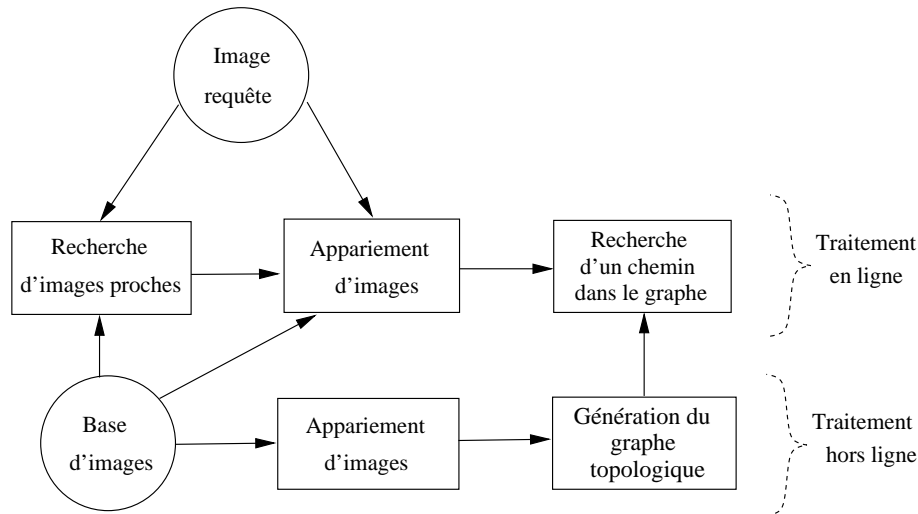 Image
requête
Recherche
d'images proches
Appariement
d'images
Recherche
d'un chemin
dans le graphe
Traitement
en ligne
Base
d'images
Appariement
d'images
Génération du
graphe
topologique
Traitement
hors ligne